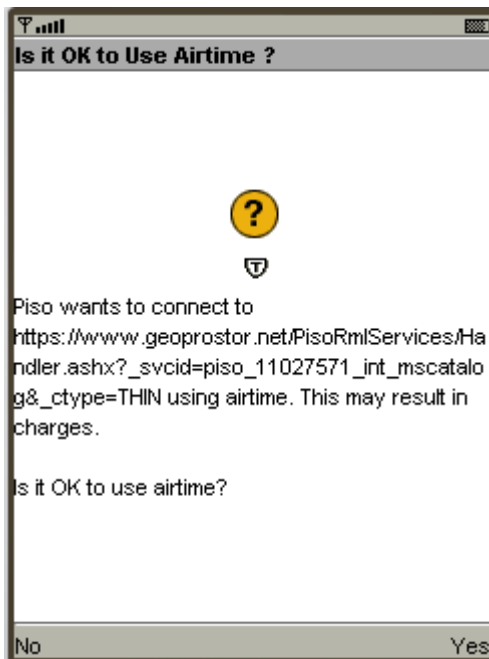 Is it OK to Use Airtime ?
?
T
Piso wants to connect to
https://www.geoprostor.net/PisoRmlServices/Ha
ndler.ashx?_svcid=piso_11027571_int_mscatalo
g&_ctype=THIN using airtime. This may result in
charges.
Is it OK to use airtime?
No Yes